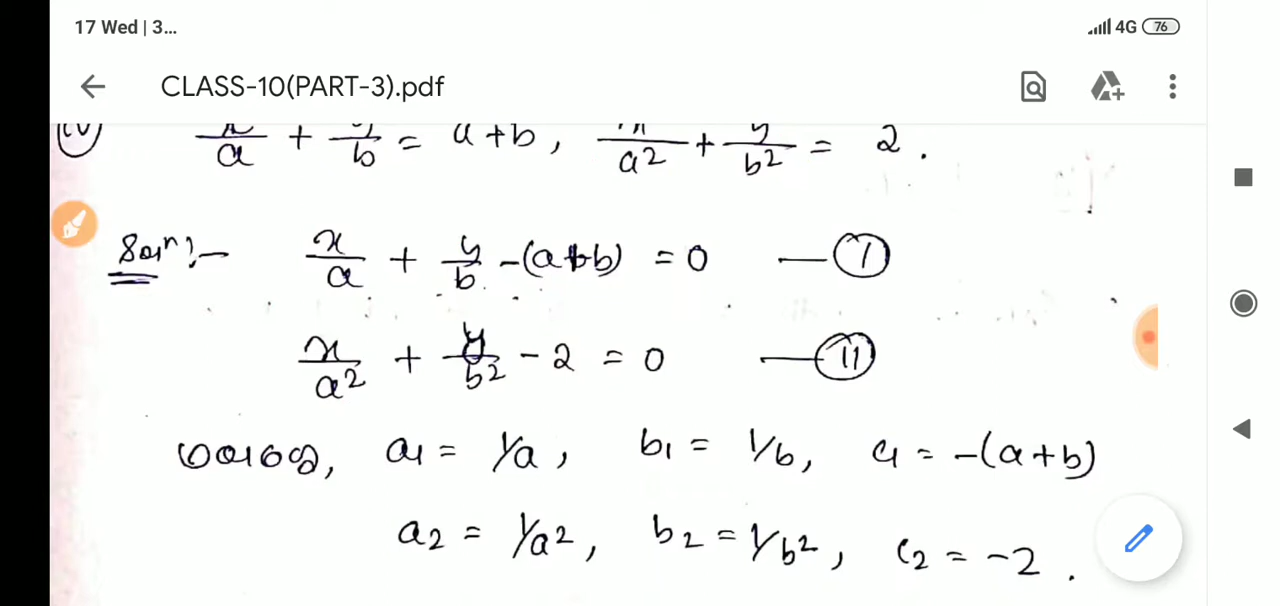 17 Wed | 3...
4G 76
CLASS-10(PART-3).pdf
(iv) x/a + y/b = a+b, x/a2 + y/b2 = 2.
Soln:- x/a + y/b -(a+b) = 0 — I
x/a2 + y/b2 - 2 = 0 — II
a1 = 1/a, b1 = 1/b, c1 = -(a+b)
a2 = 1/a2, b2 = 1/b2, c2 = -2.